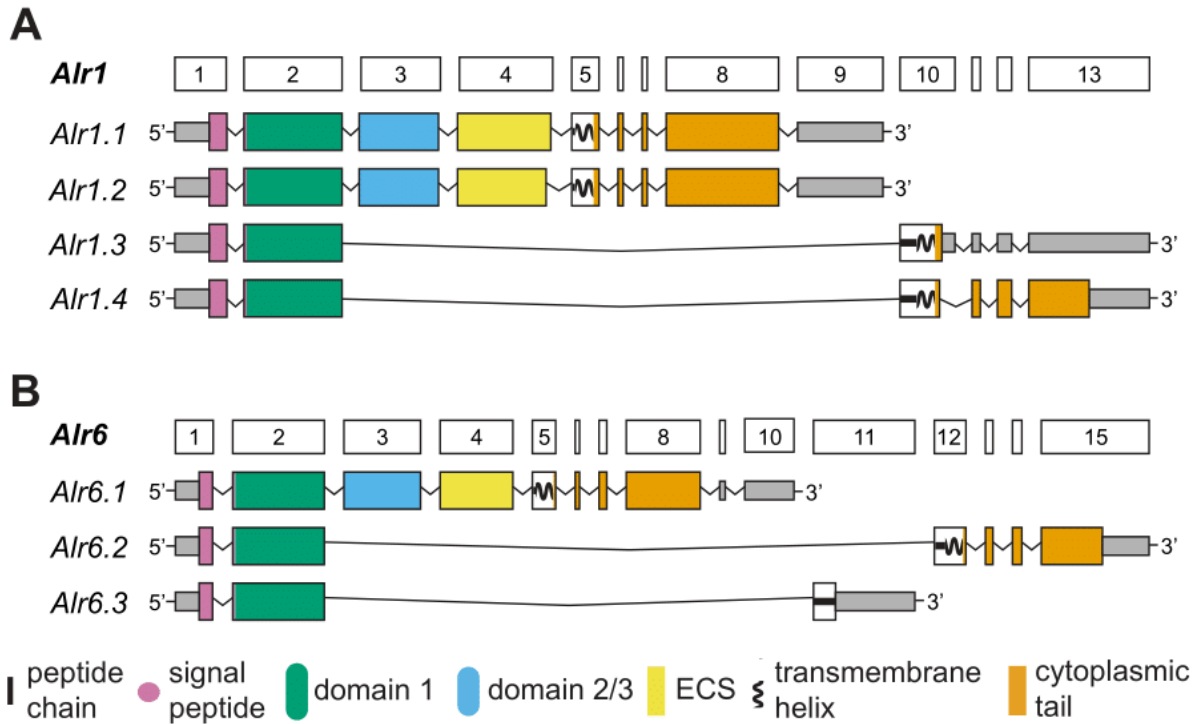 A
Alr1 1 2 3 4 5 8 9 10 13
Alr1.1 5’ 3’
Alr1.2 5’ 3’
Alr1.3 5’ 3’
Alr1.4 5’ 3’
B
Alr6 1 2 3 4 5 8 10 11 12 15
Alr6.1 5’ 3’
Alr6.2 5’ 3’
Alr6.3 5’ 3’
peptide chain
signal peptide
domain 1
domain 2/3
ECS
transmembrane helix
cytoplasmic tail